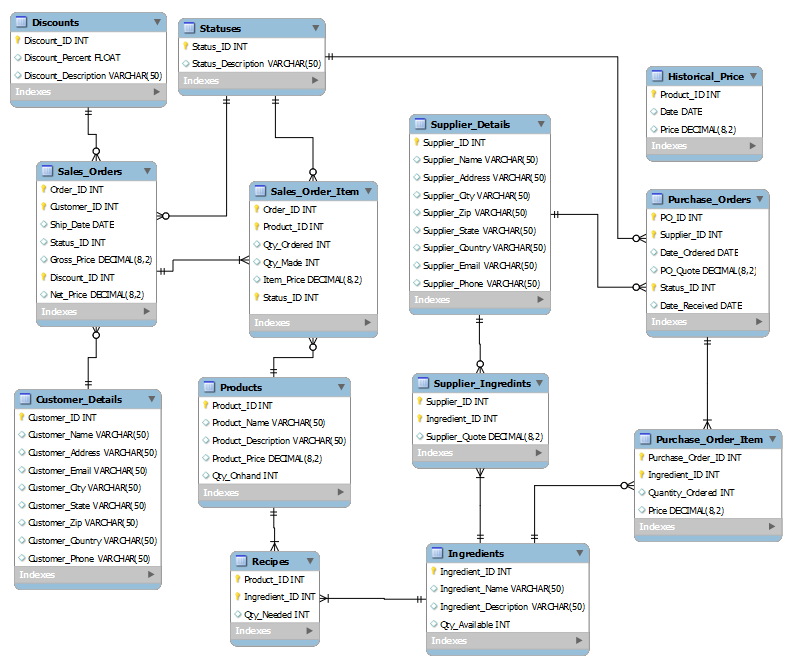 Discounts
Discount_ID INT
Discount_Percent FLOAT
Discount_Description VARCHAR(50)
Indexes
Statuses
Status_ID INT
Status_Description VARCHAR(50)
Indexes
Historical_Price
Product_ID INT
Date DATE
Price DECIMAL(8,2)
Indexes
Supplier_Details
Supplier_ID INT
Supplier_Name VARCHAR(50)
Supplier_Address VARCHAR(50)
Supplier_City VARCHAR(50)
Supplier_Zip VARCHAR(50)
Supplier_State VARCHAR(50)
Supplier_Country VARCHAR(50)
Supplier_Email VARCHAR(50)
Supplier_Phone VARCHAR(50)
Indexes
Sales_Orders
Order_ID INT
Customer_ID INT
Ship_Date DATE
Status_ID INT
Gross_Price DECIMAL(8,2)
Discount_ID INT
Net_Price DECIMAL(8,2)
Indexes
Sales_Order_Item
Order_ID INT
Product_ID INT
Qty_Ordered INT
Qty_Made INT
Item_Price DECIMAL(8,2)
Status_ID INT
Indexes
Purchase_Orders
PO_ID INT
Supplier_ID INT
Date_Ordered DATE
PO_Quote DECIMAL(8,2)
Status_ID INT
Date_Received DATE
Indexes
Customer_Details
Customer_ID INT
Customer_Name VARCHAR(50)
Customer_Address VARCHAR(50)
Customer_Email VARCHAR(50)
Customer_City VARCHAR(50)
Customer_State VARCHAR(50)
Customer_Zip VARCHAR(50)
Customer_Country VARCHAR(50)
Customer_Phone VARCHAR(50)
Indexes
Products
Product_ID INT
Product_Name VARCHAR(50)
Product_Description VARCHAR(50)
Product_Price DECIMAL(8,2)
Qty_Onhand INT
Indexes
Supplier_Ingredints
Supplier_ID INT
Ingredient_ID INT
Supplier_Quote DECIMAL(8,2)
Indexes
Purchase_Order_Item
Purchase_Order_ID INT
Ingredient_ID INT
Quantity_Ordered INT
Price DECIMAL(8,2)
Indexes
Recipes
Product_ID INT
Ingredient_ID INT
Qty_Needed INT
Indexes
Ingredients
Ingredient_ID INT
Ingredient_Name VARCHAR(50)
Ingredient_Description VARCHAR(50)
Qty_Available INT
Indexes